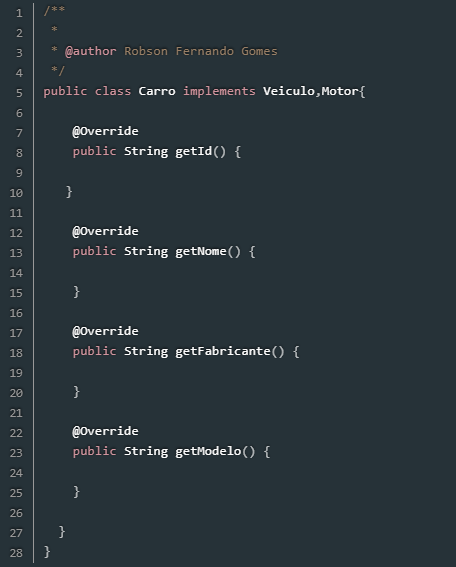 1 /**
2  *
3  * @author Robson Fernando Gomes
4  */
5 public class Carro implements Veiculo,Motor{
6
7     @Override
8     public String getId() {
9
10    }
11
12    @Override
13    public String getNome() {
14
15    }
16
17    @Override
18    public String getFabricante() {
19
20    }
21
22    @Override
23    public String getModelo() {
24
25    }
26
27  }
28 }